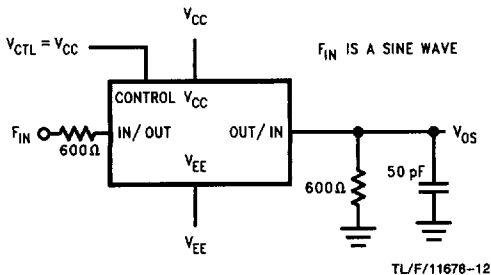 V_CC
V_CTL = V_CC
F_IN IS A SINE WAVE
CONTROL V_CC
F_IN
600Ω
IN/OUT
OUT/IN
V_OS
V_EE
600Ω
50 pF
V_EE
TL/F/11678-12